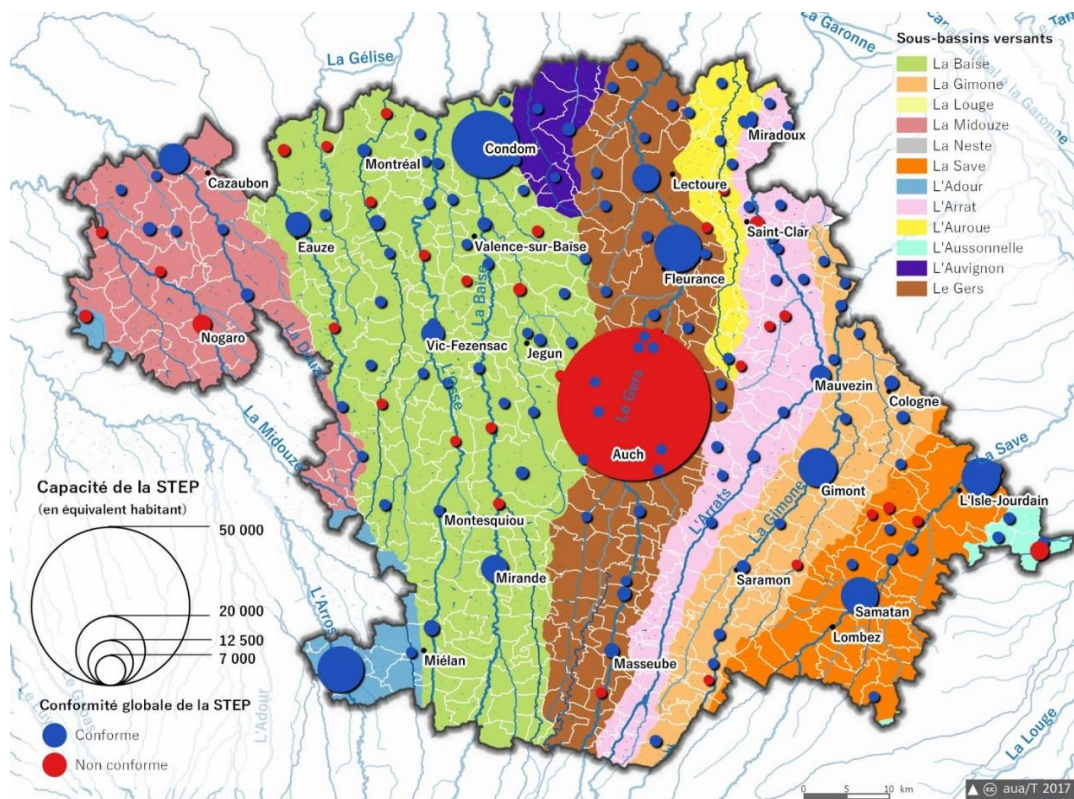 La Garonne
La Garonne
La Gélise
Sous-bassins versants
La Baïse
La Gimone
La Louge
La Midouze
La Neste
La Save
L'Adour
L'Arrat
L'Auroue
L'Aussonnelle
L'Auvignon
Le Gers
Condom
Miradoux
Montréal
Cazaubon
Lectoure
Saint-Clar
Eauze
Valence-sur-Baïse
La Baïse
Fleurance
Nogaro
Vic-Fezensac
Jegun
La Douze
L'Osse
Le Gers
Mauvezin
Cologne
La Midouze
Auch
La Save
Gimont
L'Isle-Jourdain
Montesquiou
L'Arrats
La Gimone
Mirande
Saramon
Samatan
Lombez
L'Arros
Miélan
Masseube
L'Adour
La Louge
Capacité de la STEP
(en équivalent habitant)
50 000
20 000
12 500
7 000
Conformité globale de la STEP
Conforme
Non conforme
0 5 10 km
cc aua/T 2017